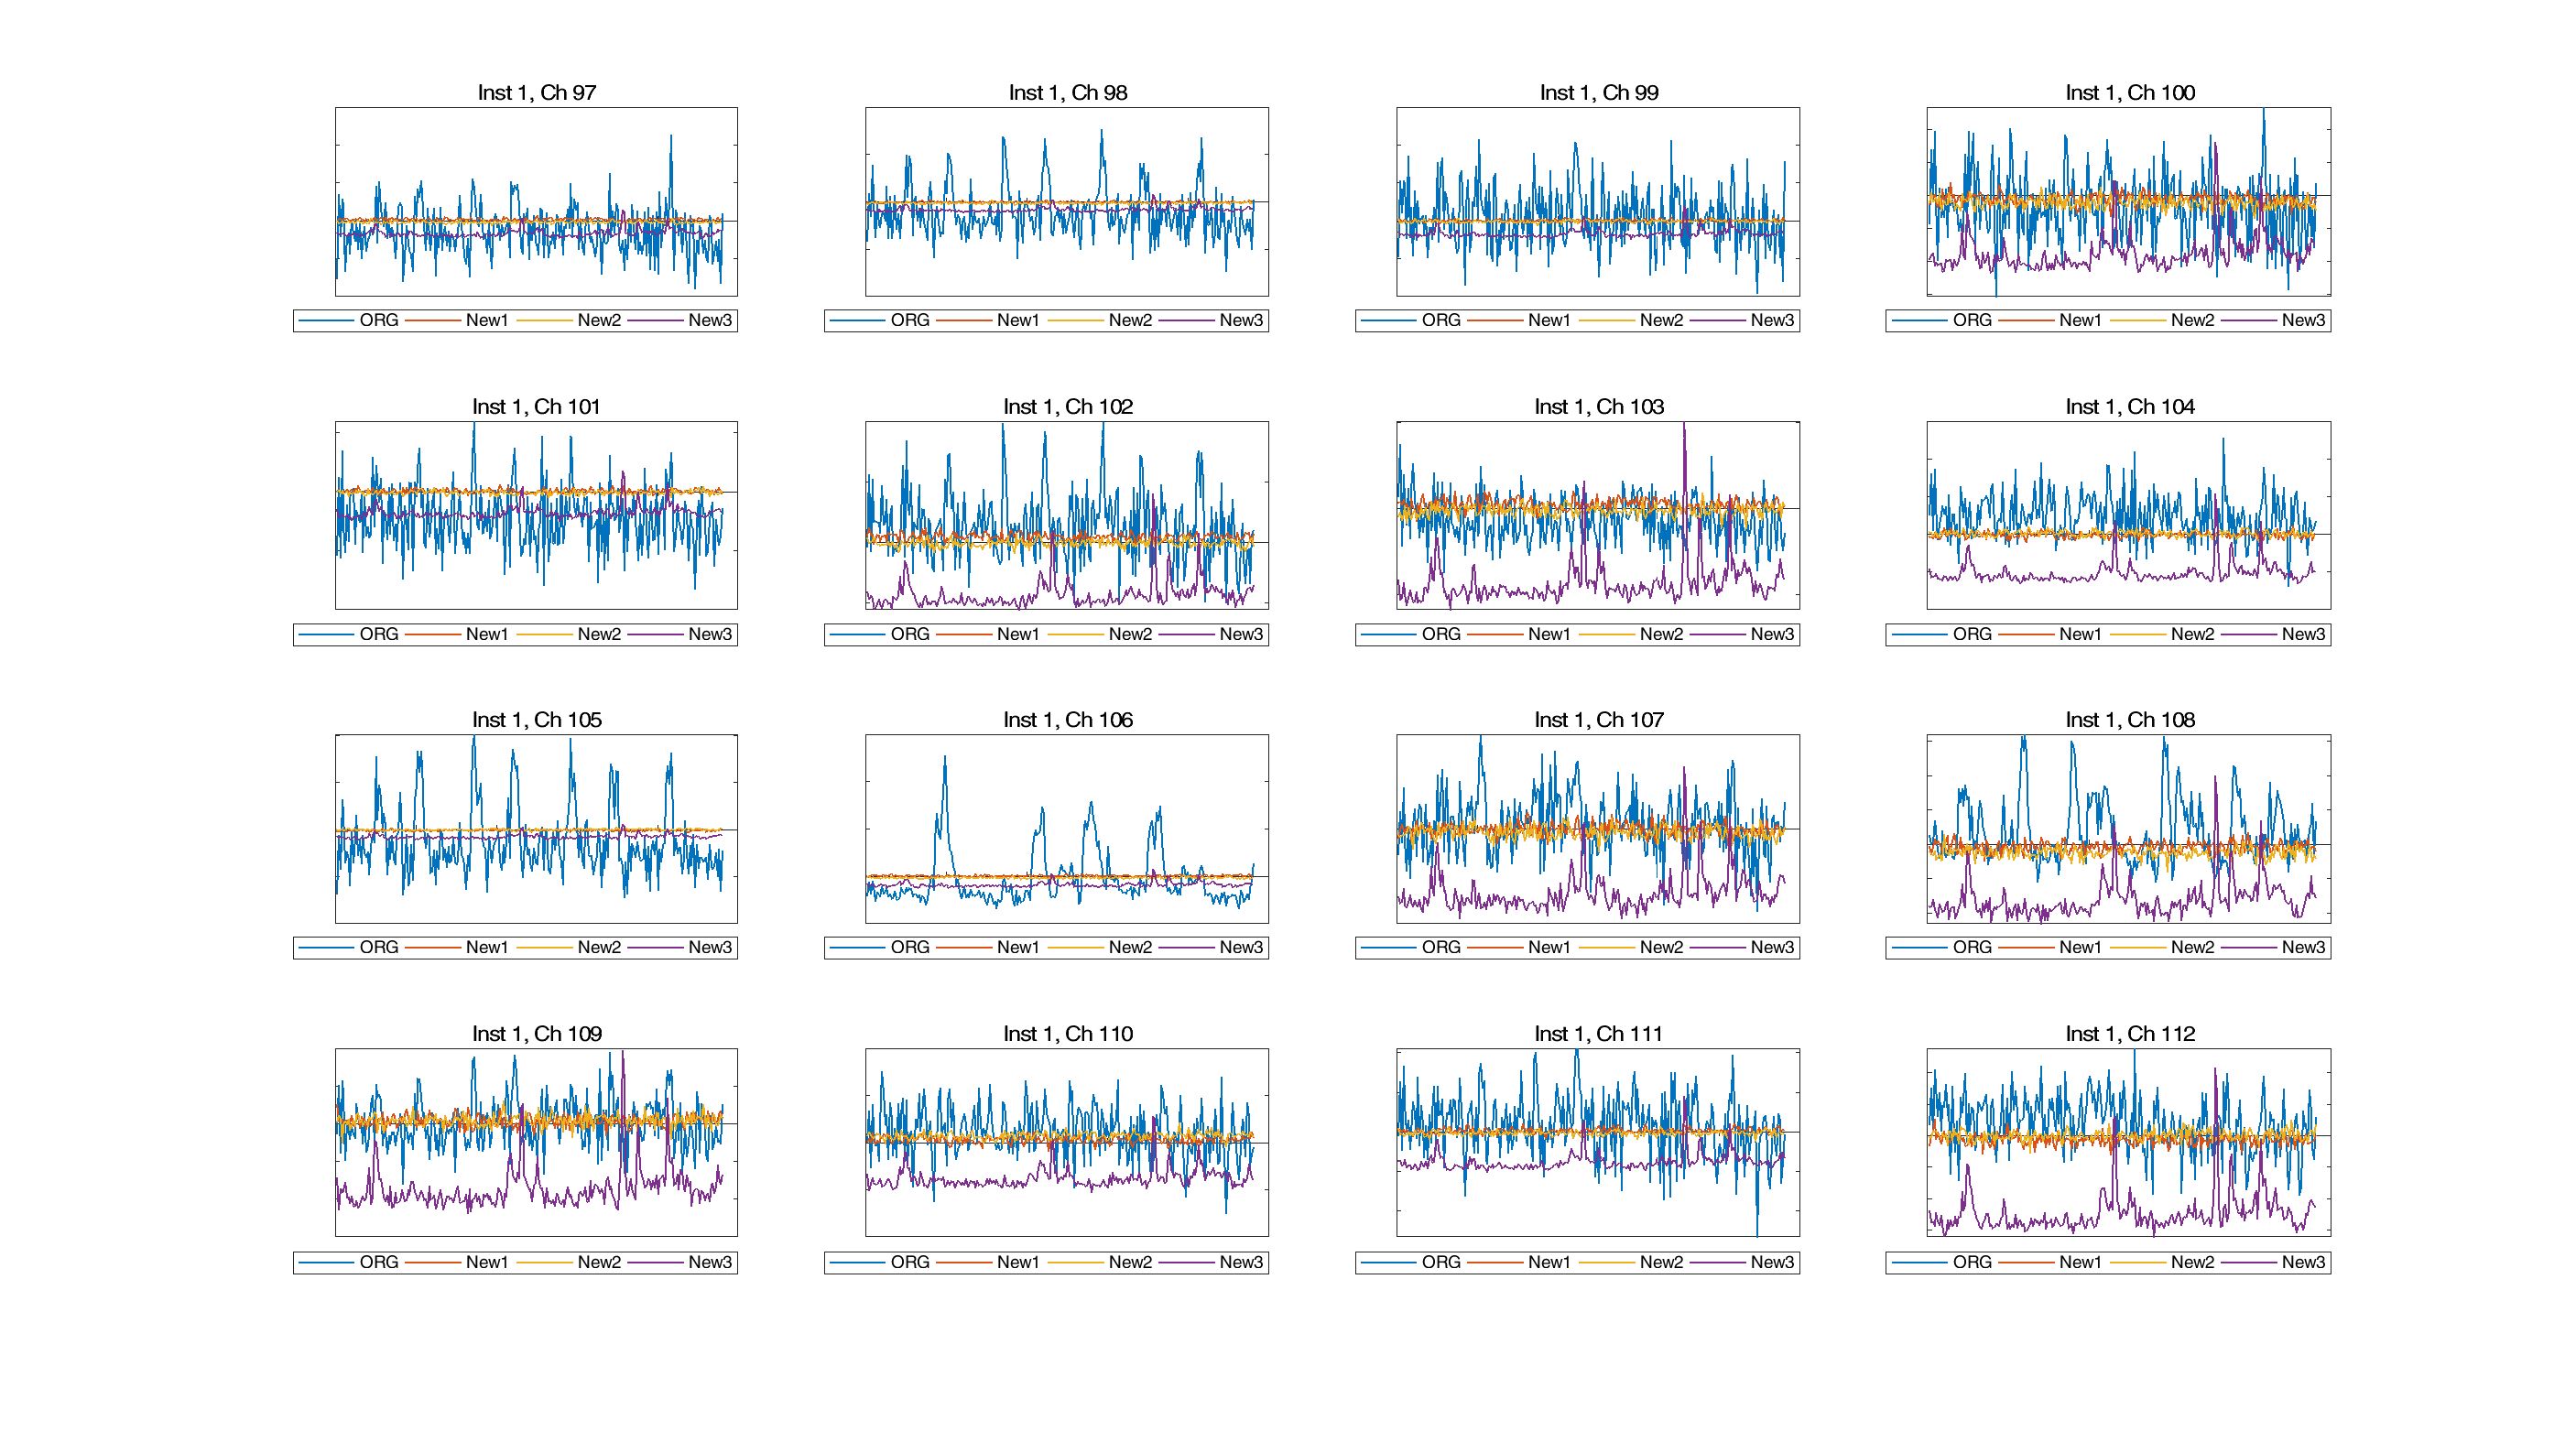 Inst 1, Ch 97
Inst 1, Ch 98
Inst 1, Ch 99
Inst 1, Ch 100
ORG New1 New2 New3
ORG New1 New2 New3
ORG New1 New2 New3
ORG New1 New2 New3
Inst 1, Ch 101
Inst 1, Ch 102
Inst 1, Ch 103
Inst 1, Ch 104
ORG New1 New2 New3
ORG New1 New2 New3
ORG New1 New2 New3
ORG New1 New2 New3
Inst 1, Ch 105
Inst 1, Ch 106
Inst 1, Ch 107
Inst 1, Ch 108
ORG New1 New2 New3
ORG New1 New2 New3
ORG New1 New2 New3
ORG New1 New2 New3
Inst 1, Ch 109
Inst 1, Ch 110
Inst 1, Ch 111
Inst 1, Ch 112
ORG New1 New2 New3
ORG New1 New2 New3
ORG New1 New2 New3
ORG New1 New2 New3